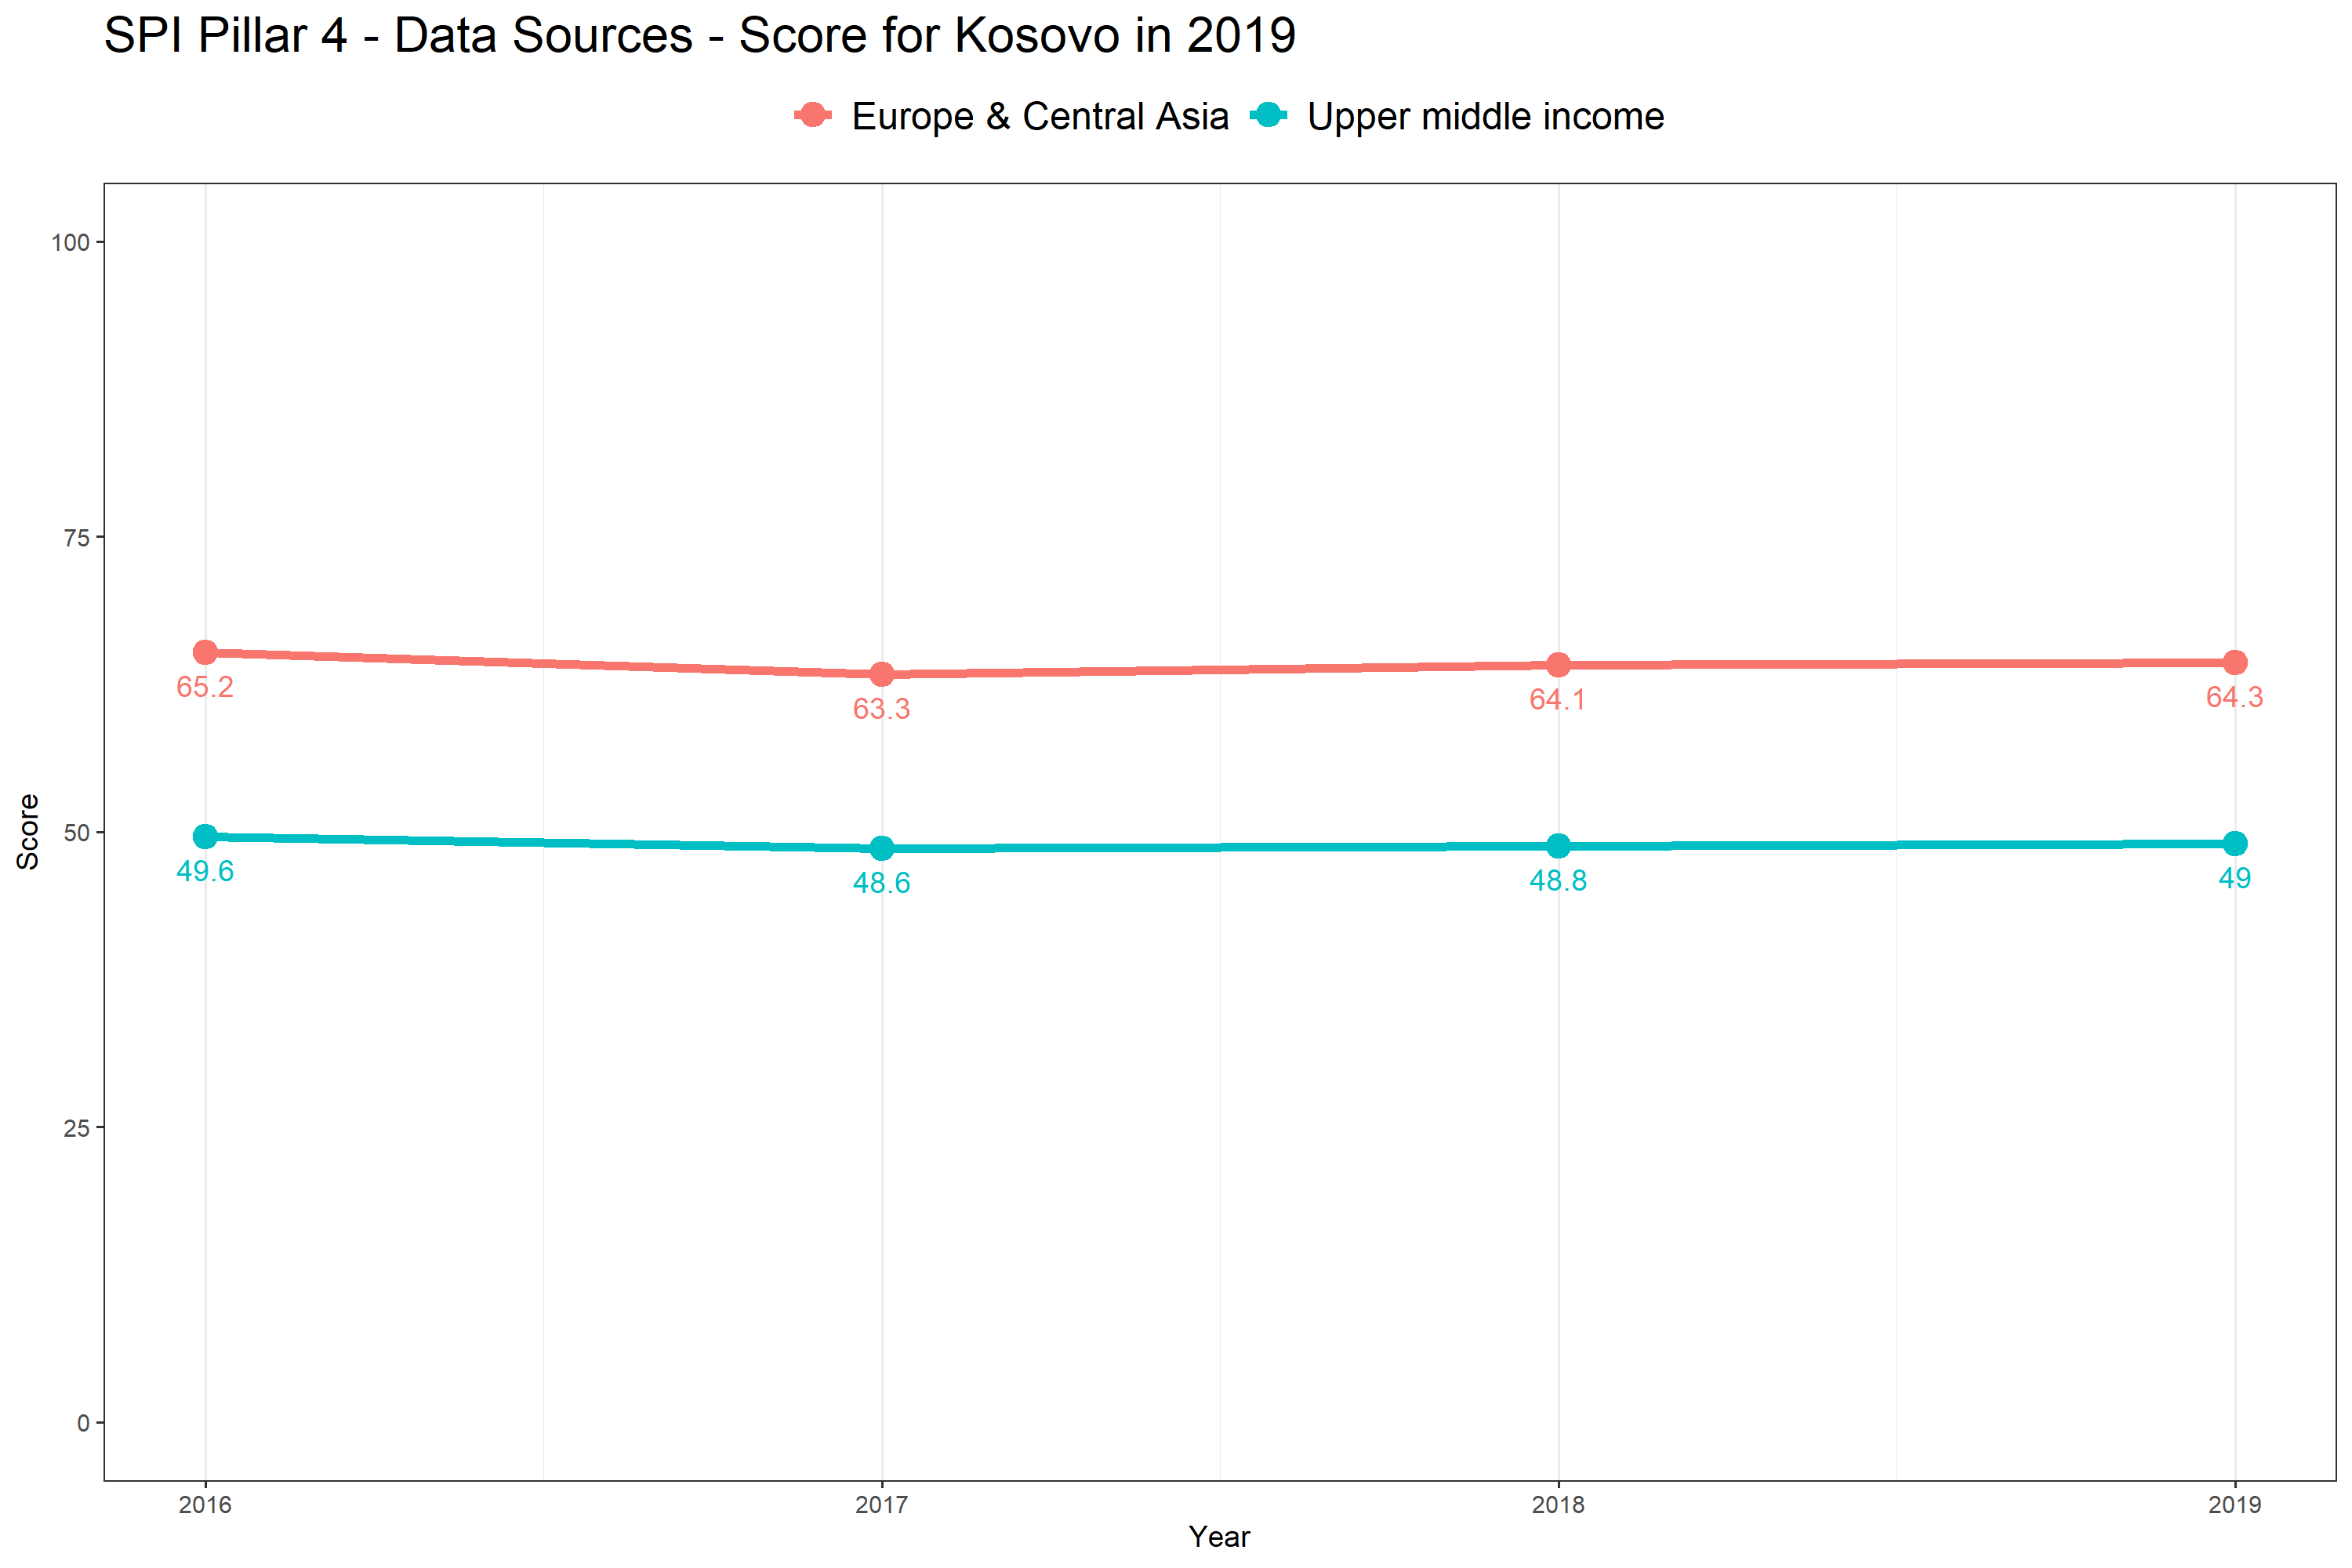 SPI Pillar 4 - Data Sources - Score for Kosovo in 2019
Europe & Central Asia Upper middle income
100
75
50
25
0
Score
65.2
63.3
64.1
64.3
49.6
48.6
48.8
49
2016 2017 2018 2019
Year